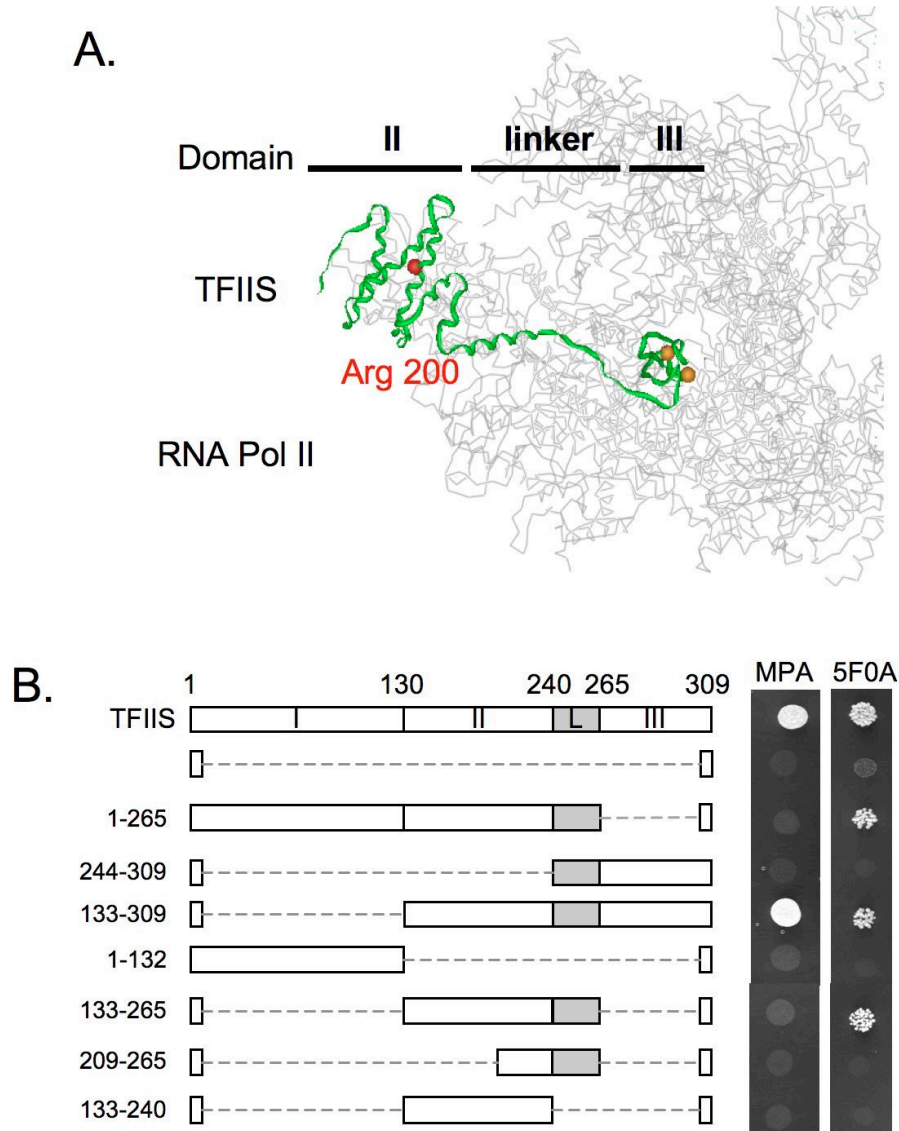 A.
Domain II linker III
TFIIS
Arg 200
RNA Pol II
B.
1 130 240 265 309 MPA 5F0A
TFIIS I II L III
1-265
244-309
133-309
1-132
133-265
209-265
133-240